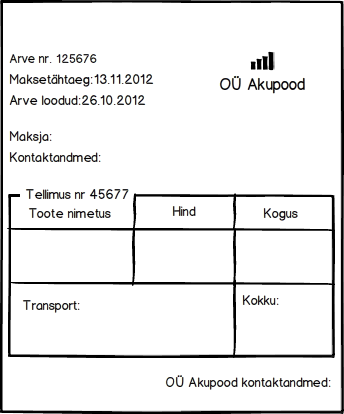 Arve nr. 125676
Maksetähtaeg:13.11.2012
Arve loodud:26.10.2012
OÜ Akupood
Maksja:
Kontaktandmed:
Tellimus nr 45677
Toote nimetus Hind Kogus
Transport: Kokku:
OÜ Akupood kontaktandmed: